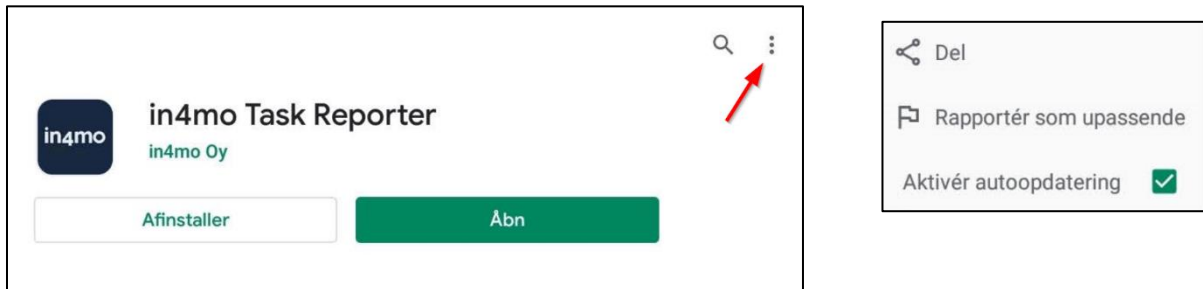 in4mo
in4mo Task Reporter
in4mo Oy
Afinstaller
Åbn
Del
Rapportér som upassende
Aktivér autoopdatering